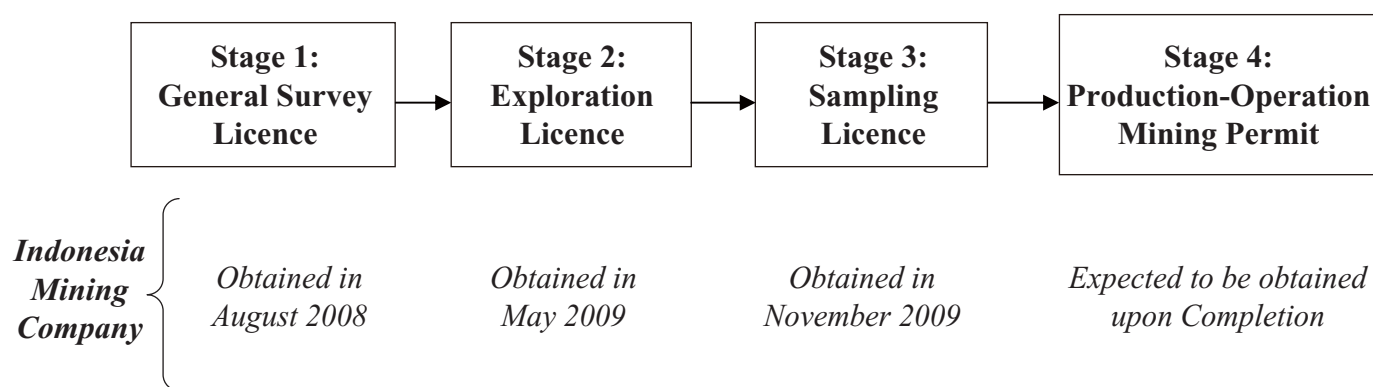 Stage 1:
General Survey
Licence
Stage 2:
Exploration
Licence
Stage 3:
Sampling
Licence
Stage 4:
Production-Operation
Mining Permit
Indonesia
Mining
Company
Obtained in
August 2008
Obtained in
May 2009
Obtained in
November 2009
Expected to be obtained
upon Completion